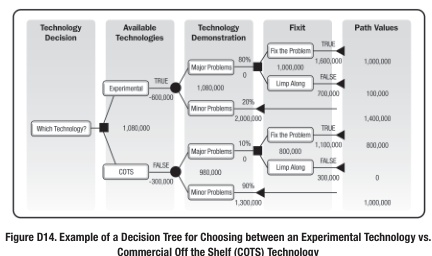 Technology Decision
Available Technologies
Technology Demonstration
Fixit
Path Values
Which Technology?
1,080,000
Experimental
TRUE
-600,000
COTS
FALSE
-300,000
Major Problems
80%
0
1,080,000
Minor Problems
20%
2,000,000
Major Problems
10%
0
980,000
Minor Problems
90%
1,300,000
Fix the Problem
TRUE
1,600,000
1,000,000
Limp Along
FALSE
700,000
Fix the Problem
TRUE
1,100,000
800,000
Limp Along
FALSE
300,000
1,000,000
100,000
1,400,000
800,000
0
1,000,000
Figure D14. Example of a Decision Tree for Choosing between an Experimental Technology vs.
Commercial Off the Shelf (COTS) Technology